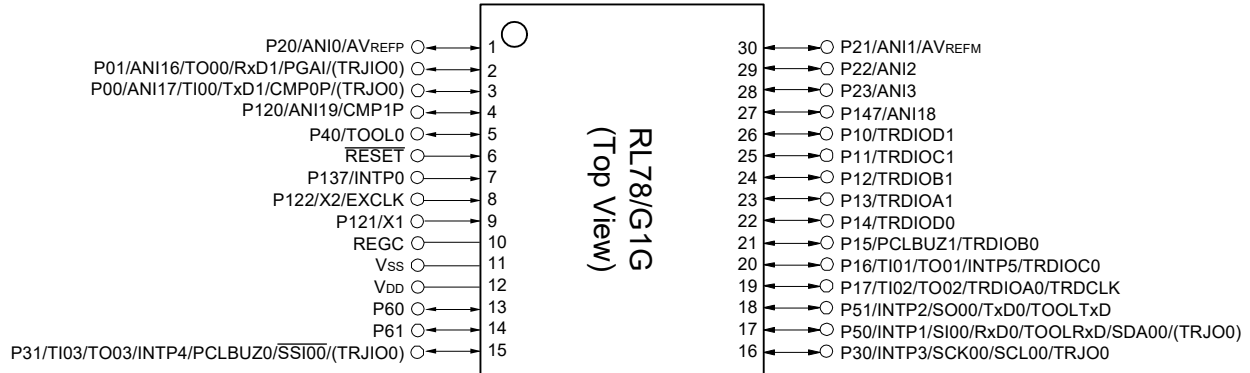 P20/ANI0/AVREFP 1
P01/ANI16/TO00/RxD1/PGAI/(TRJIO0) 2
P00/ANI17/TI00/TxD1/CMP0P/(TRJO0) 3
P120/ANI19/CMP1P 4
P40/TOOL0 5
RESET 6
P137/INTP0 7
P122/X2/EXCLK 8
P121/X1 9
REGC 10
VSS 11
VDD 12
P60 13
P61 14
P31/TI03/TO03/INTP4/PCLBUZ0/SSI00/(TRJIO0) 15
RL78/G1G
(Top View)
30 P21/ANI1/AVREFM
29 P22/ANI2
28 P23/ANI3
27 P147/ANI18
26 P10/TRDIOD1
25 P11/TRDIOC1
24 P12/TRDIOB1
23 P13/TRDIOA1
22 P14/TRDIOD0
21 P15/PCLBUZ1/TRDIOB0
20 P16/TI01/TO01/INTP5/TRDIOC0
19 P17/TI02/TO02/TRDIOA0/TRDCLK
18 P51/INTP2/SO00/TxD0/TOOLTxD
17 P50/INTP1/SI00/RxD0/TOOLRxD/SDA00/(TRJO0)
16 P30/INTP3/SCK00/SCL00/TRJO0